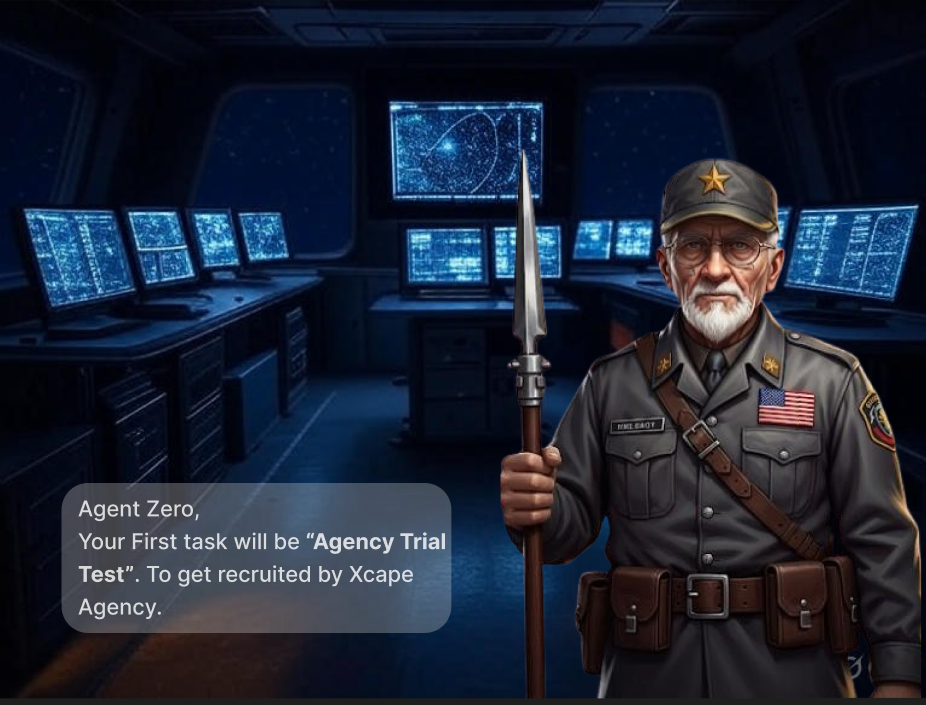 Agent Zero,
Your First task will be “Agency Trial
Test”. To get recruited by Xcape
Agency.